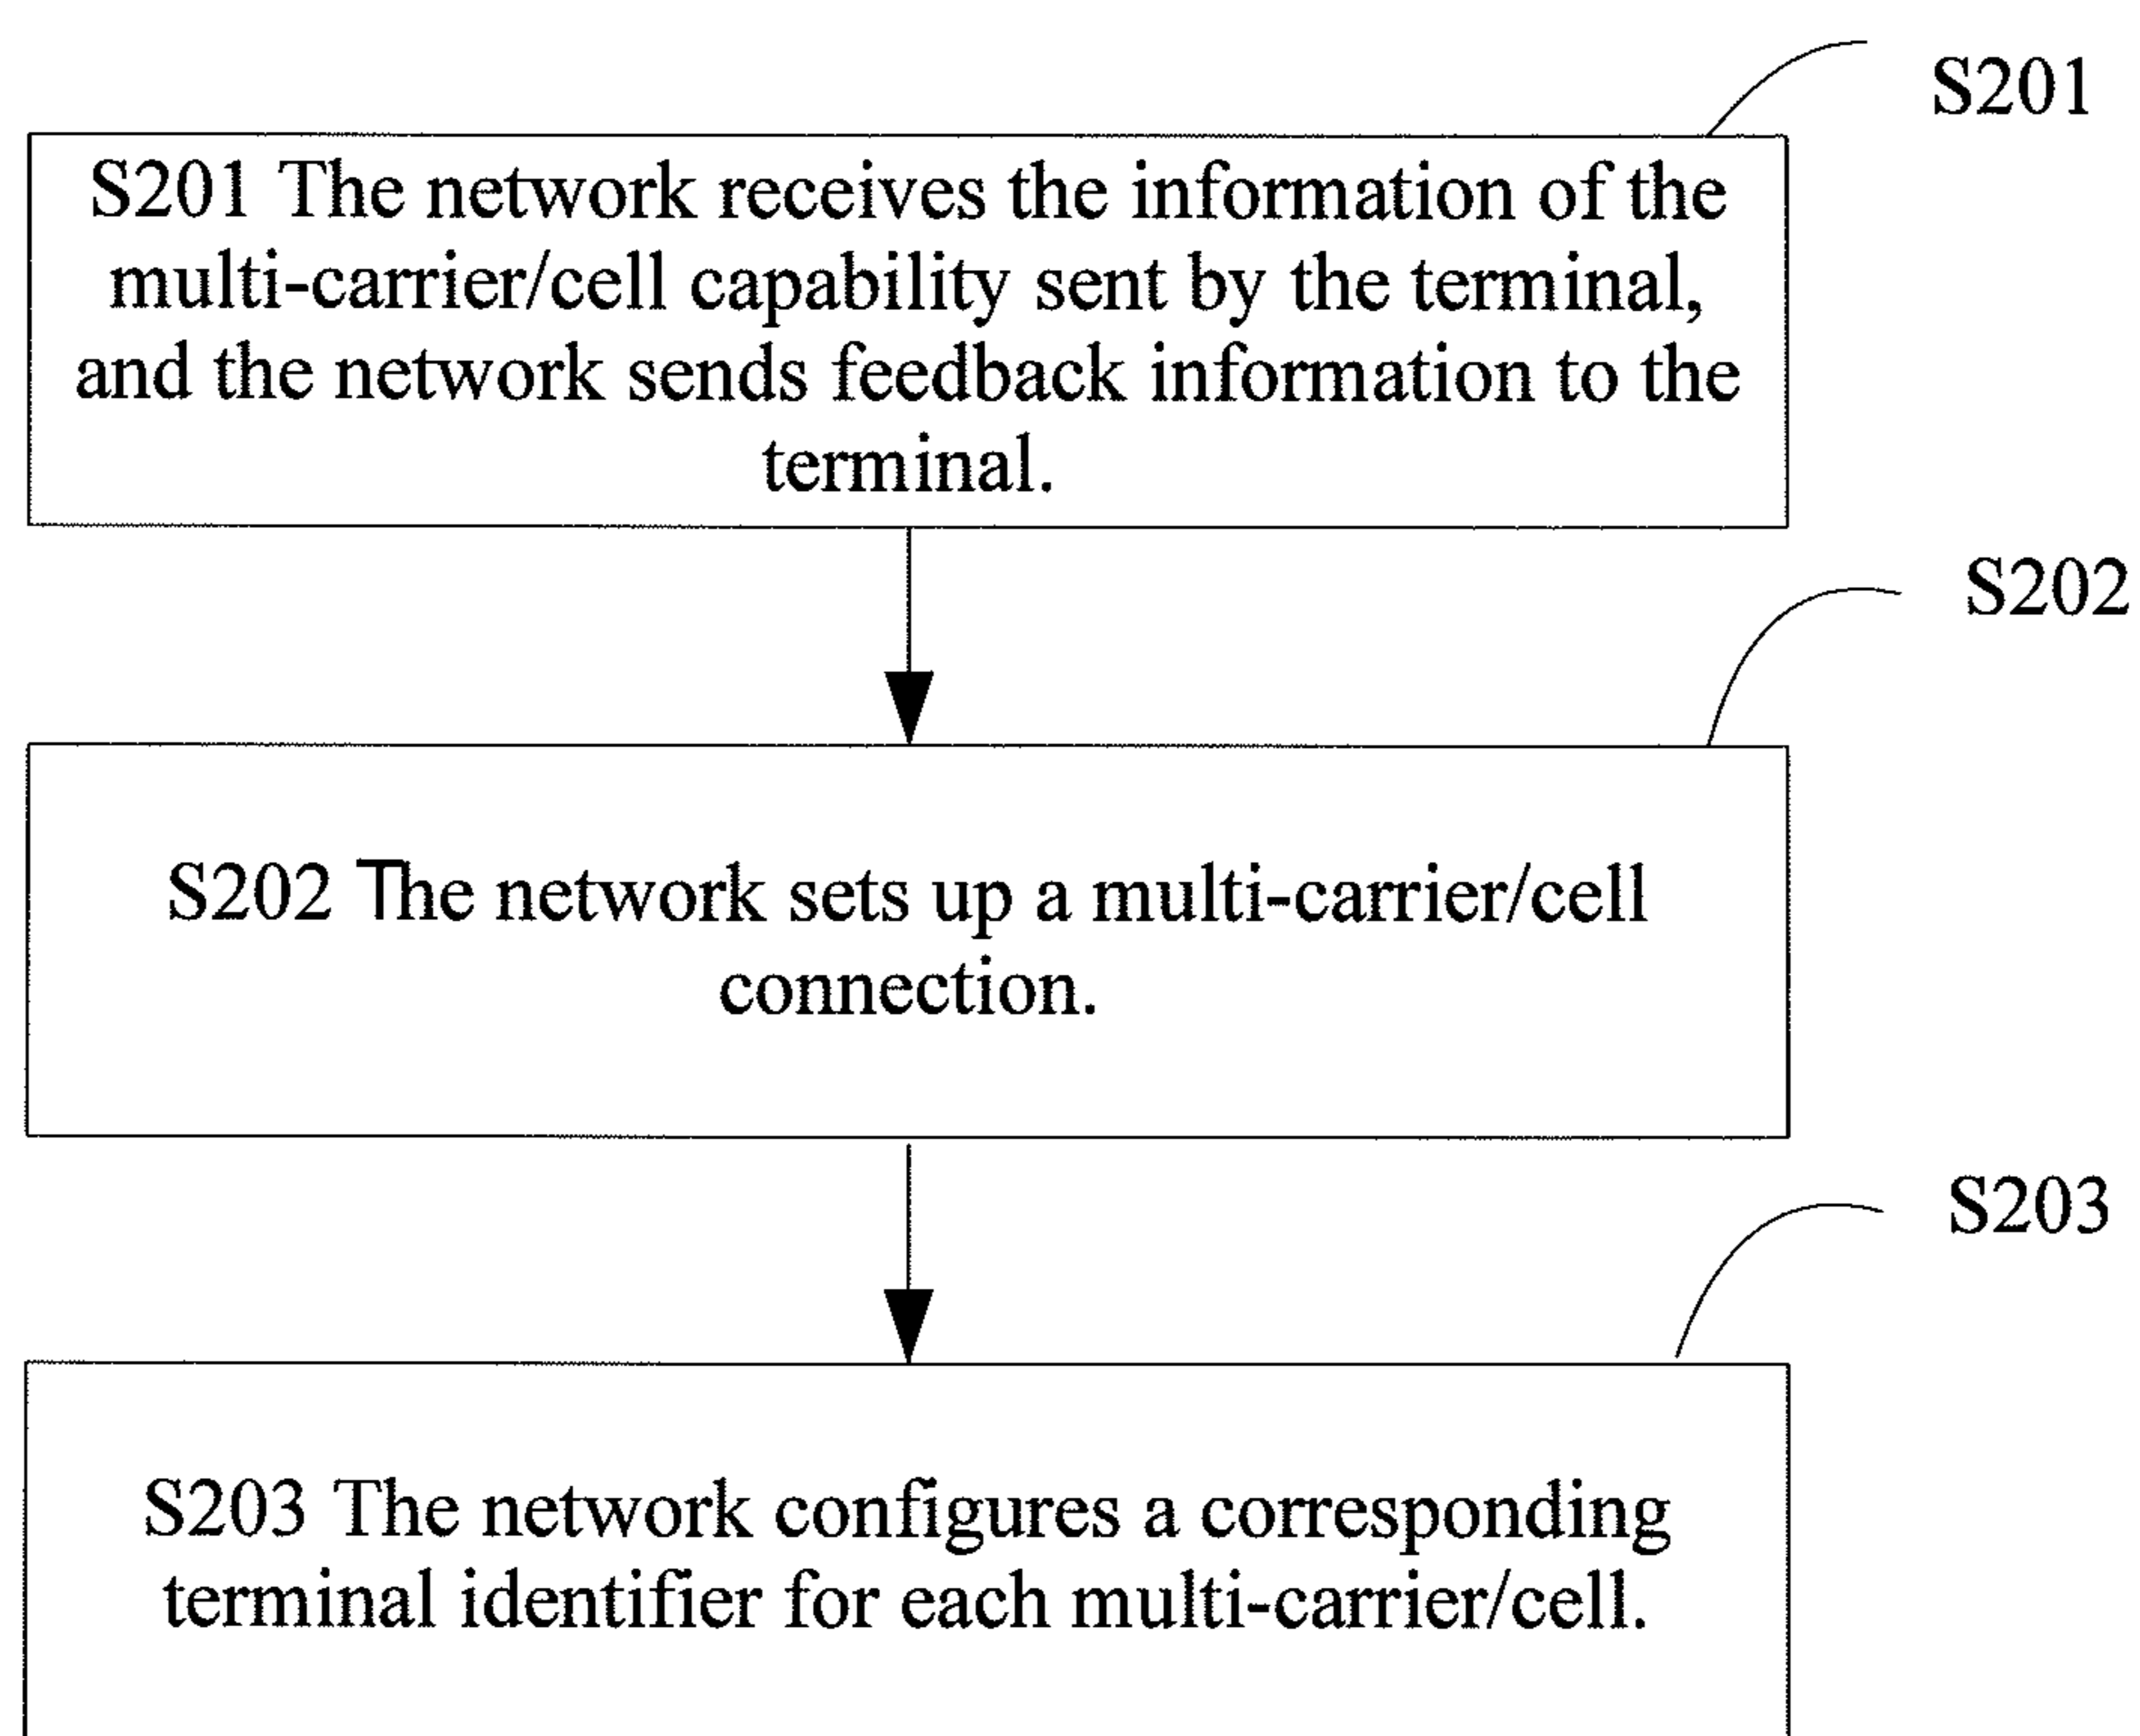 S201
S201 The network receives the information of the
multi-carrier/cell capability sent by the terminal,
and the network sends feedback information to the
terminal.
S202
S202 The network sets up a multi-carrier/cell
connection.
S203
S203 The network configures a corresponding
terminal identifier for each multi-carrier/cell.